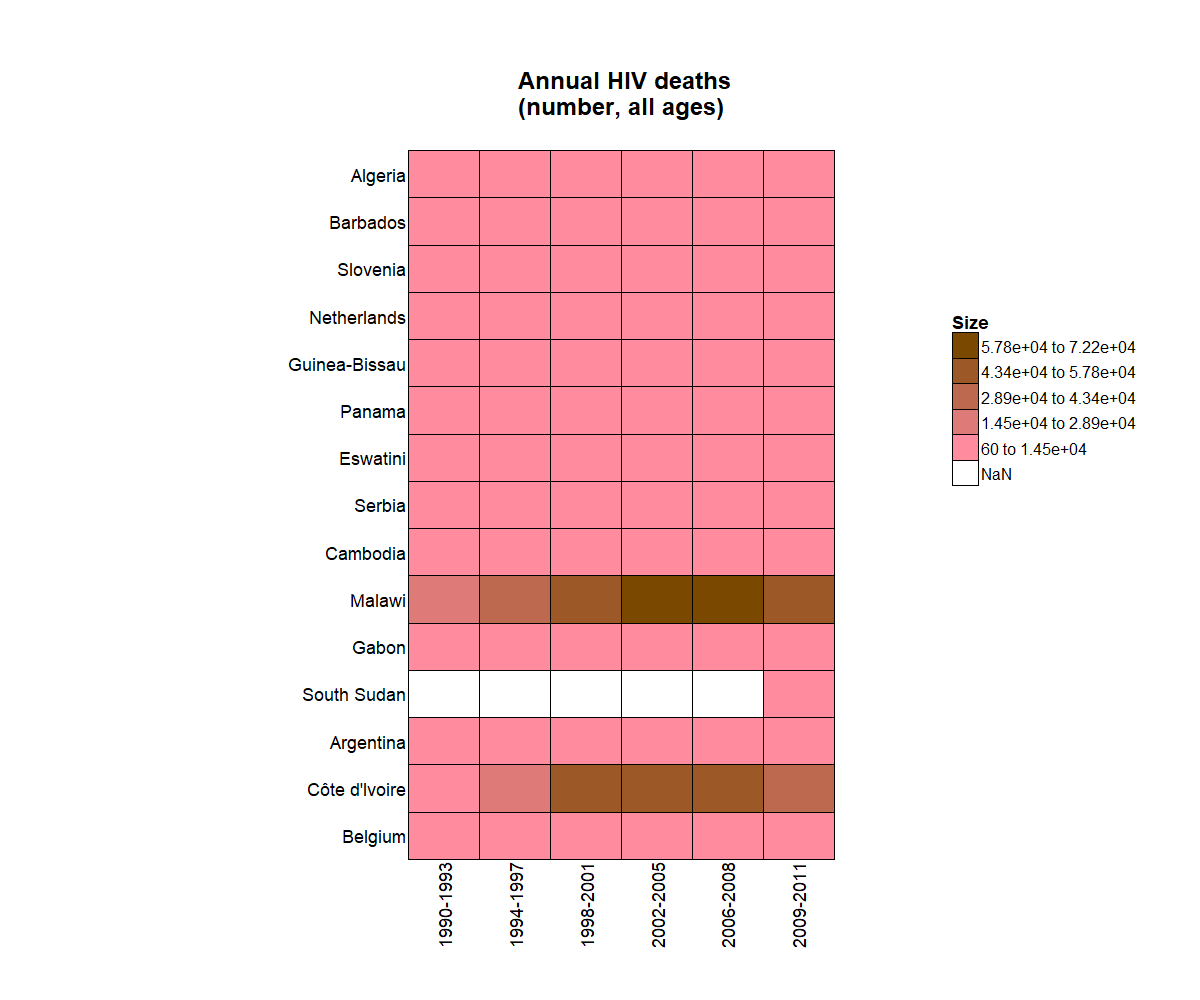 Annual HIV deaths
(number, all ages)
Algeria
Barbados
Slovenia
Netherlands
Guinea-Bissau
Panama
Eswatini
Serbia
Cambodia
Malawi
Gabon
South Sudan
Argentina
Côte d'Ivoire
Belgium
1990-1993
1994-1997
1998-2001
2002-2005
2006-2008
2009-2011
Size
5.78e+04 to 7.22e+04
4.34e+04 to 5.78e+04
2.89e+04 to 4.34e+04
1.45e+04 to 2.89e+04
60 to 1.45e+04
NaN